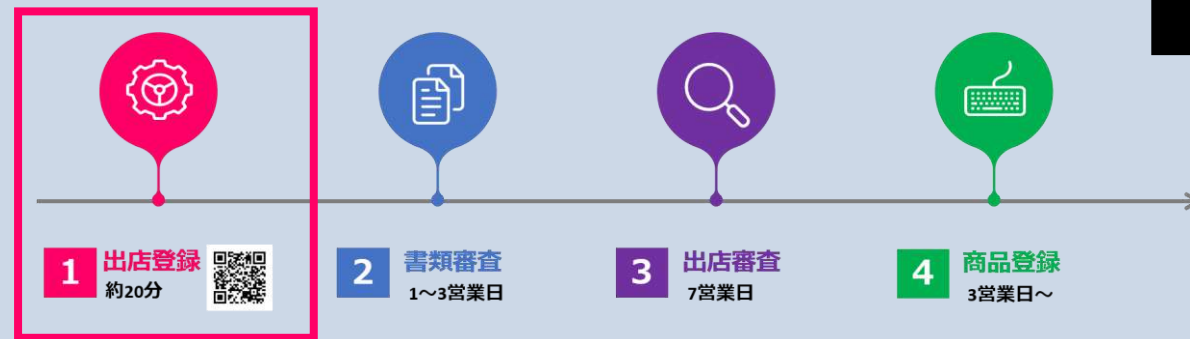 1 出店登録
約20分
2 書類審査
1～3営業日
3 出店審査
7営業日
4 商品登録
3営業日～